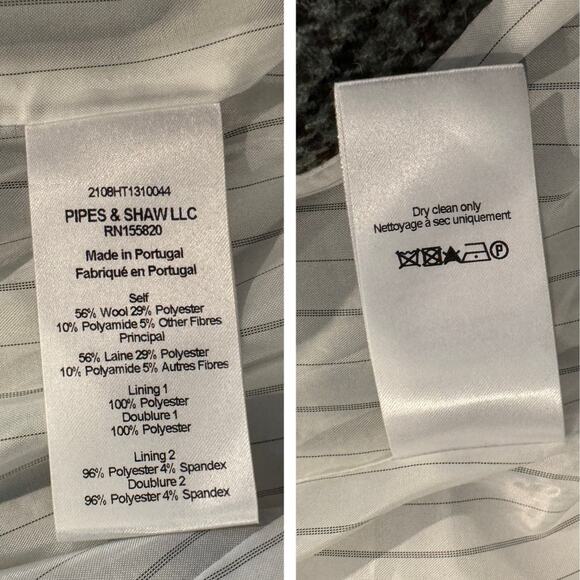 2108HT1310044
PIPES & SHAW LLC
RN155820
Made in Portugal
Fabriqué en Portugal
Self
56% Wool 29% Polyester
10% Polyamide 5% Other Fibres
Principal
56% Laine 29% Polyester
10% Polyamide 5% Autres Fibres
Lining 1
100% Polyester
Doublure 1
100% Polyester
Lining 2
96% Polyester 4% Spandex
Doublure 2
96% Polyester 4% Spandex
Dry clean only
Nettoyage à sec uniquement
P